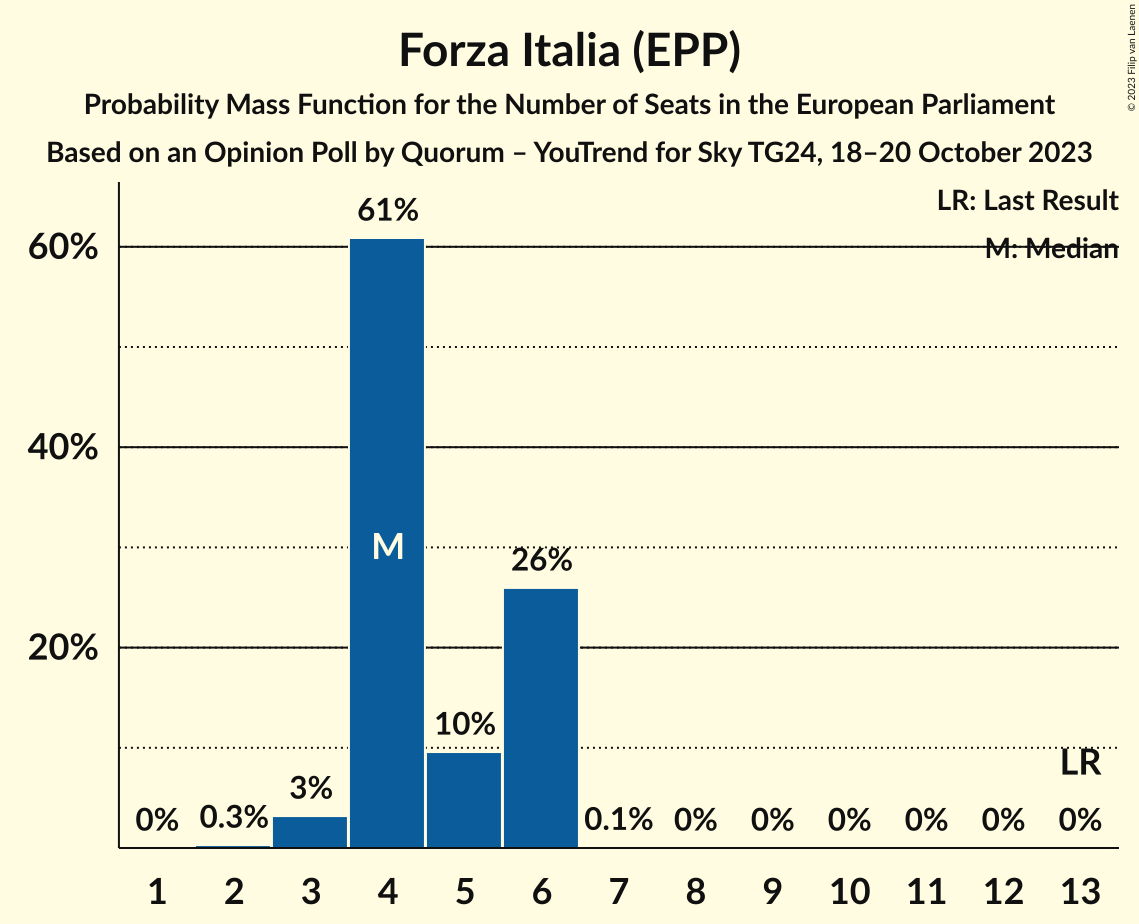 Forza Italia (EPP)
Probability Mass Function for the Number of Seats in the European Parliament
Based on an Opinion Poll by Quorum – YouTrend for Sky TG24, 18–20 October 2023
© 2023 Filip van Laenen
LR: Last Result
M: Median
60%
40%
20%
0%
0.3%
3%
61%
M
10%
26%
0.1%
0%
0%
0%
0%
0%
LR
0%
1 2 3 4 5 6 7 8 9 10 11 12 13